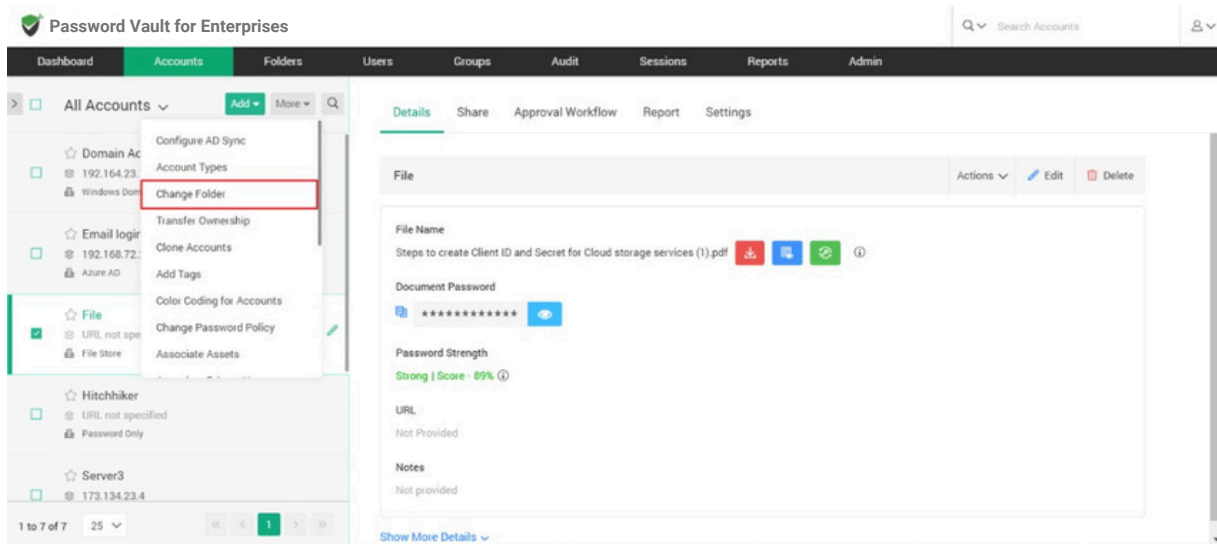 Password Vault for Enterprises
Search Accounts
Dashboard Accounts Folders Users Groups Audit Sessions Reports Admin
All Accounts Add More
Details Share Approval Workflow Report Settings
Configure AD Sync
Account Types
Change Folder
Transfer Ownership
Clone Accounts
Add Tags
Color Coding for Accounts
Change Password Policy
Associate Assets
Domain Ac
192.164.23.
Windows Dom
Email login
192.168.72.
Azure AD
File
URL not spe
File Store
Hitchhiker
URL not specified
Password Only
Server3
173.134.23.4
1 to 7 of 7 25 « < 1 > »
File Actions Edit Delete
File Name
Steps to create Client ID and Secret for Cloud storage services (1).pdf
Document Password
************
Password Strength
Strong | Score - 89%
URL
Not Provided
Notes
Not provided
Show More Details